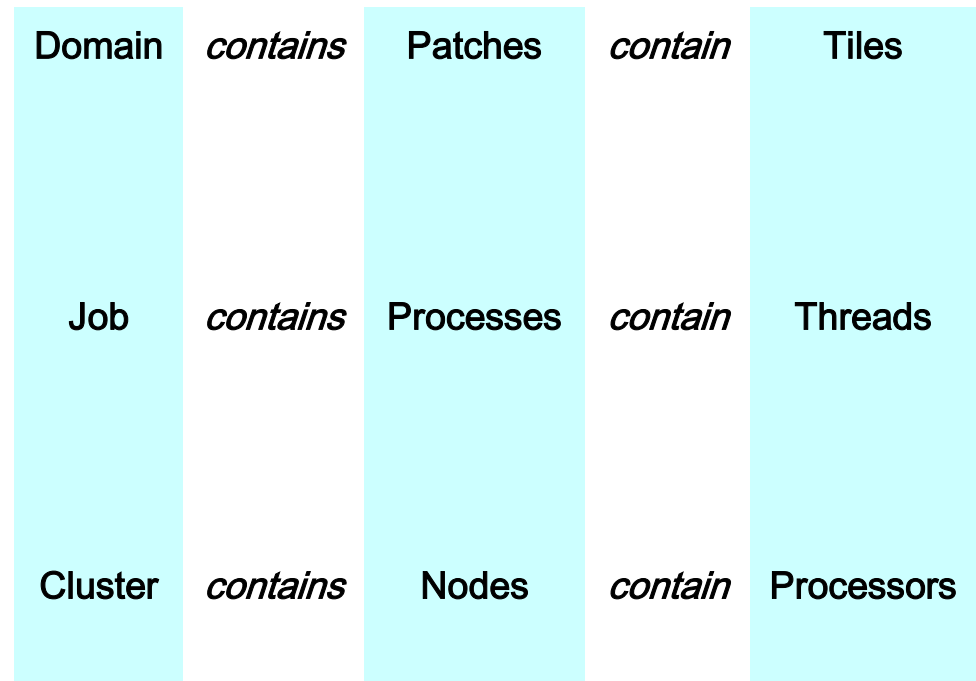 Domain contains Patches contain Tiles
Job contains Processes contain Threads
Cluster contains Nodes contain Processors